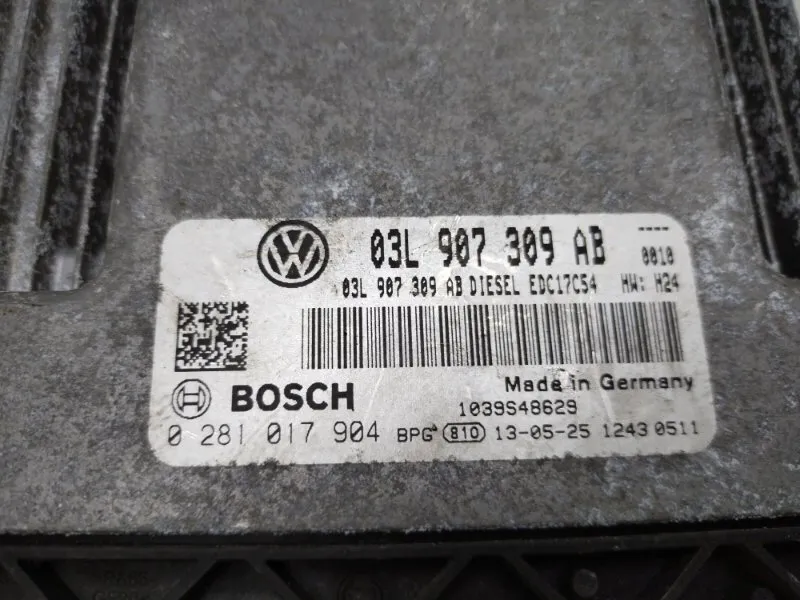 03L 907 309 AB ----
0010
03L 907 309 AB DIESEL EDC17C54 HW: H24
Made in Germany
BOSCH
1039S48629
0 281 017 904 BPG 810 13-05-25 1243 0511